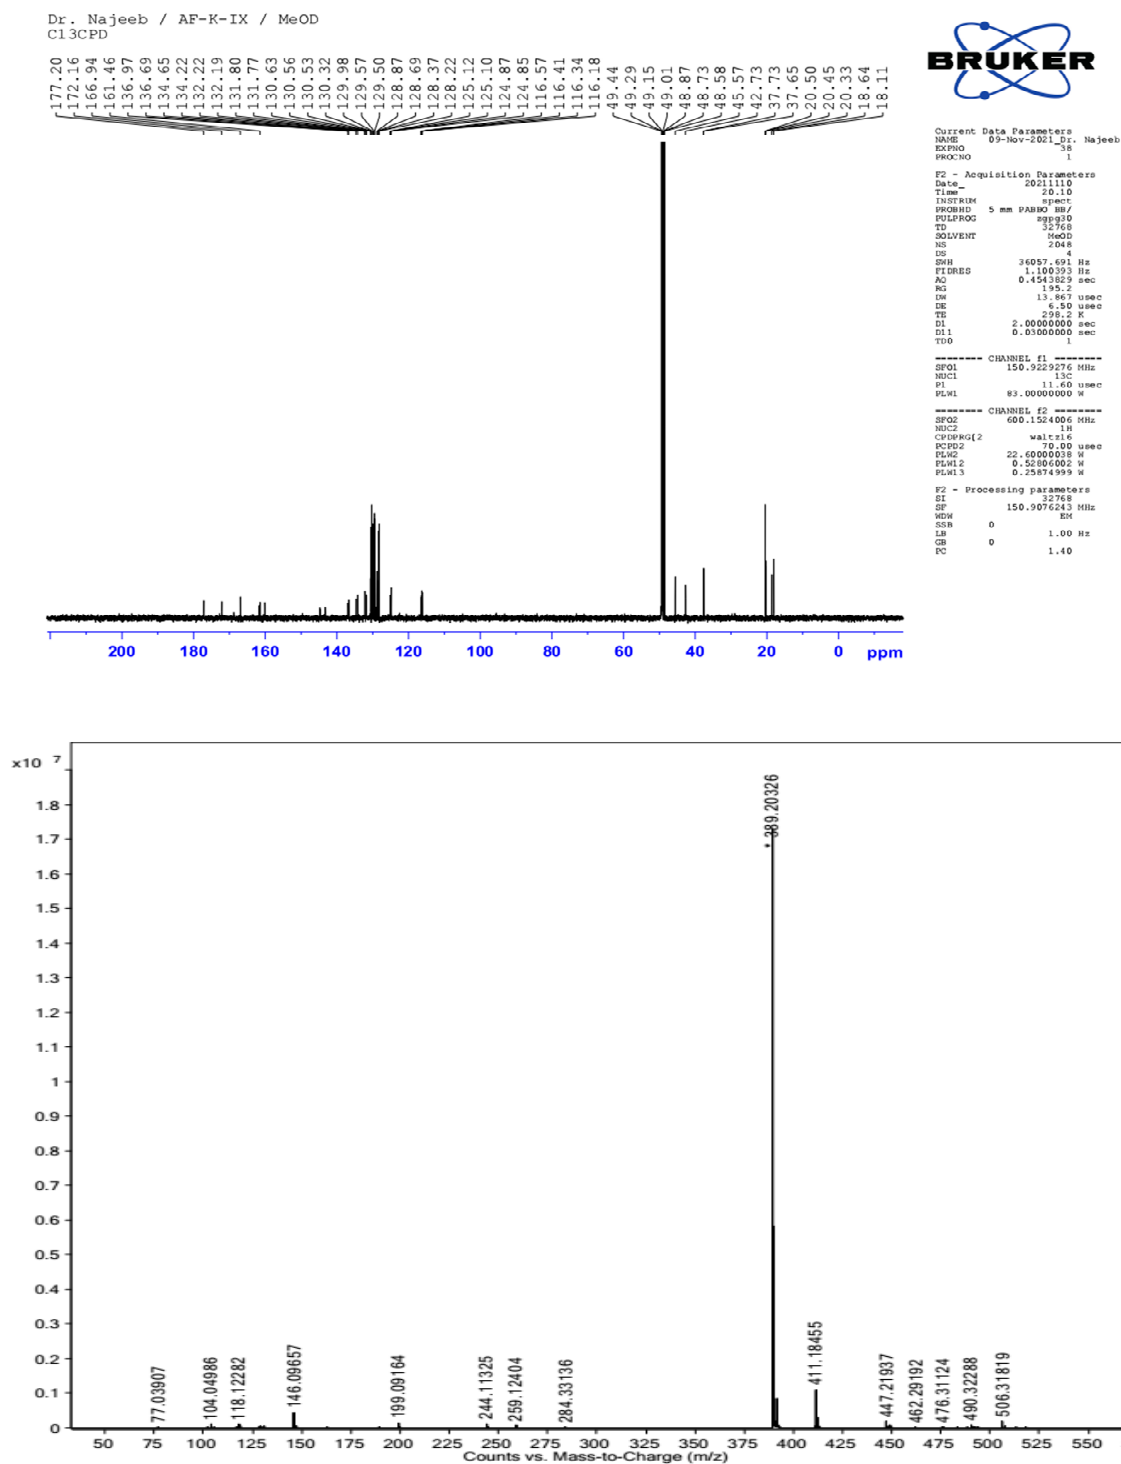 Dr. Najeeb / AF-K-IX / MeOD
C13CPD
177.20
172.16
166.94
161.46
136.97
136.69
134.65
134.22
132.22
132.19
131.80
131.77
130.63
130.56
130.53
130.32
129.98
129.57
129.50
128.87
128.69
128.37
128.22
125.12
125.10
124.87
124.85
116.57
116.41
116.34
116.18
49.44
49.29
49.15
49.01
48.87
48.73
48.58
45.57
42.73
37.73
37.65
20.50
20.45
20.33
18.64
18.11
BRUKER
Current Data Parameters
NAME 09-Nov-2021_Dr. Najeeb
EXPNO 38
PROCNO 1
F2 - Acquisition Parameters
Date_ 20211110
Time 20.10
INSTRUM spect
PROBHD 5 mm PABBO BB/
PULPROG zgpg30
TD 32768
SOLVENT MeOD
NS 2048
DS 4
SWH 36057.691 Hz
FIDRES 1.100393 Hz
AQ 0.4543829 sec
RG 195.2
DW 13.867 usec
DE 6.50 usec
TE 298.2 K
D1 2.00000000 sec
D11 0.03000000 sec
TD0 1
======== CHANNEL f1 ========
SFO1 150.9229276 MHz
NUC1 13C
P1 11.60 usec
PLW1 83.00000000 W
======== CHANNEL f2 ========
SFO2 600.1524006 MHz
NUC2 1H
CPDPRG[2 waltz16
PCPD2 70.00 usec
PLW2 22.60000038 W
PLW12 0.52806002 W
PLW13 0.25874999 W
F2 - Processing parameters
SI 32768
SF 150.9076243 MHz
WDW EM
SSB 0
LB 1.00 Hz
GB 0
PC 1.40
200 180 160 140 120 100 80 60 40 20 0 ppm
x10 7
1.8
1.7
1.6
1.5
1.4
1.3
1.2
1.1
1
0.9
0.8
0.7
0.6
0.5
0.4
0.3
0.2
0.1
0
77.03907
104.04986
118.12282
146.09657
199.09164
244.11325
259.12404
284.33136
* 389.20326
411.18455
447.21937
462.29192
476.31124
490.32288
506.31819
50 75 100 125 150 175 200 225 250 275 300 325 350 375 400 425 450 475 500 525 550
Counts vs. Mass-to-Charge (m/z)